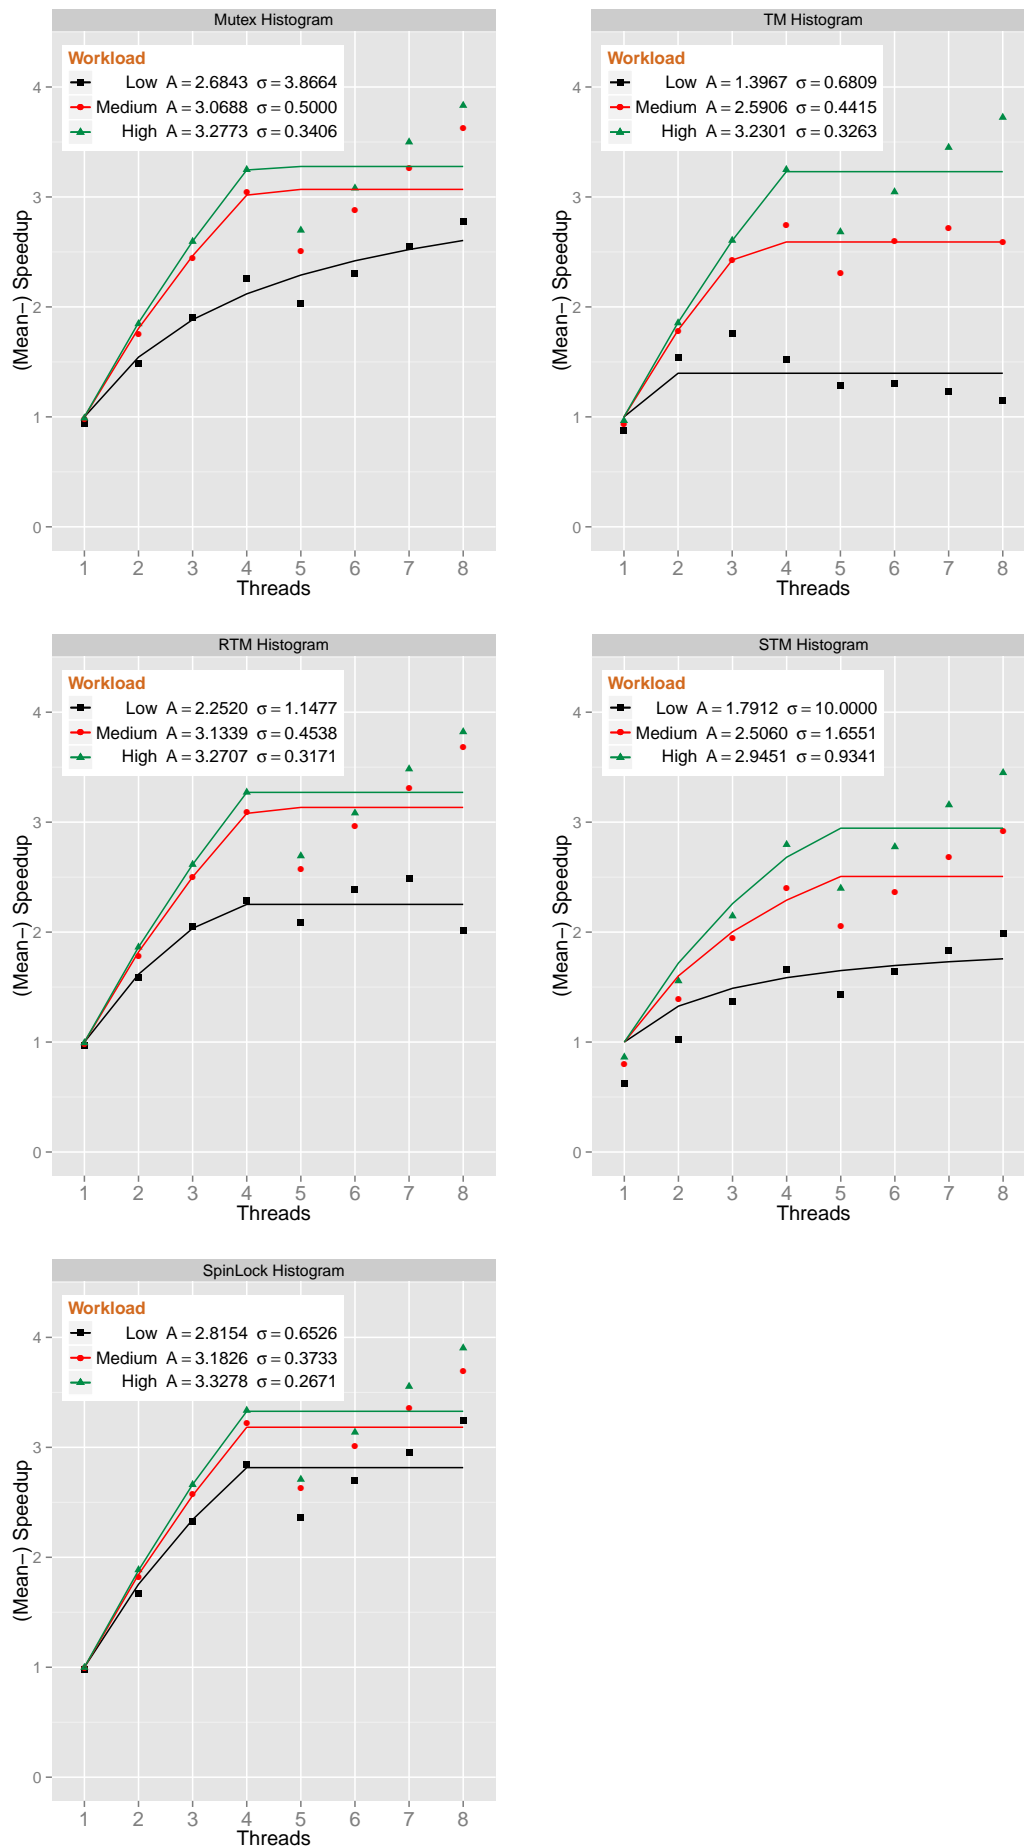 Mutex Histogram
Workload
Low A = 2.6843 σ = 3.8664
Medium A = 3.0688 σ = 0.5000
High A = 3.2773 σ = 0.3406
4
3
2
1
0
(Mean−) Speedup
1 2 3 4 5 6 7 8
Threads
TM Histogram
Workload
Low A = 1.3967 σ = 0.6809
Medium A = 2.5906 σ = 0.4415
High A = 3.2301 σ = 0.3263
4
3
2
1
0
(Mean−) Speedup
1 2 3 4 5 6 7 8
Threads
RTM Histogram
Workload
Low A = 2.2520 σ = 1.1477
Medium A = 3.1339 σ = 0.4538
High A = 3.2707 σ = 0.3171
4
3
2
1
0
(Mean−) Speedup
1 2 3 4 5 6 7 8
Threads
STM Histogram
Workload
Low A = 1.7912 σ = 10.0000
Medium A = 2.5060 σ = 1.6551
High A = 2.9451 σ = 0.9341
4
3
2
1
0
(Mean−) Speedup
1 2 3 4 5 6 7 8
Threads
SpinLock Histogram
Workload
Low A = 2.8154 σ = 0.6526
Medium A = 3.1826 σ = 0.3733
High A = 3.3278 σ = 0.2671
4
3
2
1
0
(Mean−) Speedup
1 2 3 4 5 6 7 8
Threads